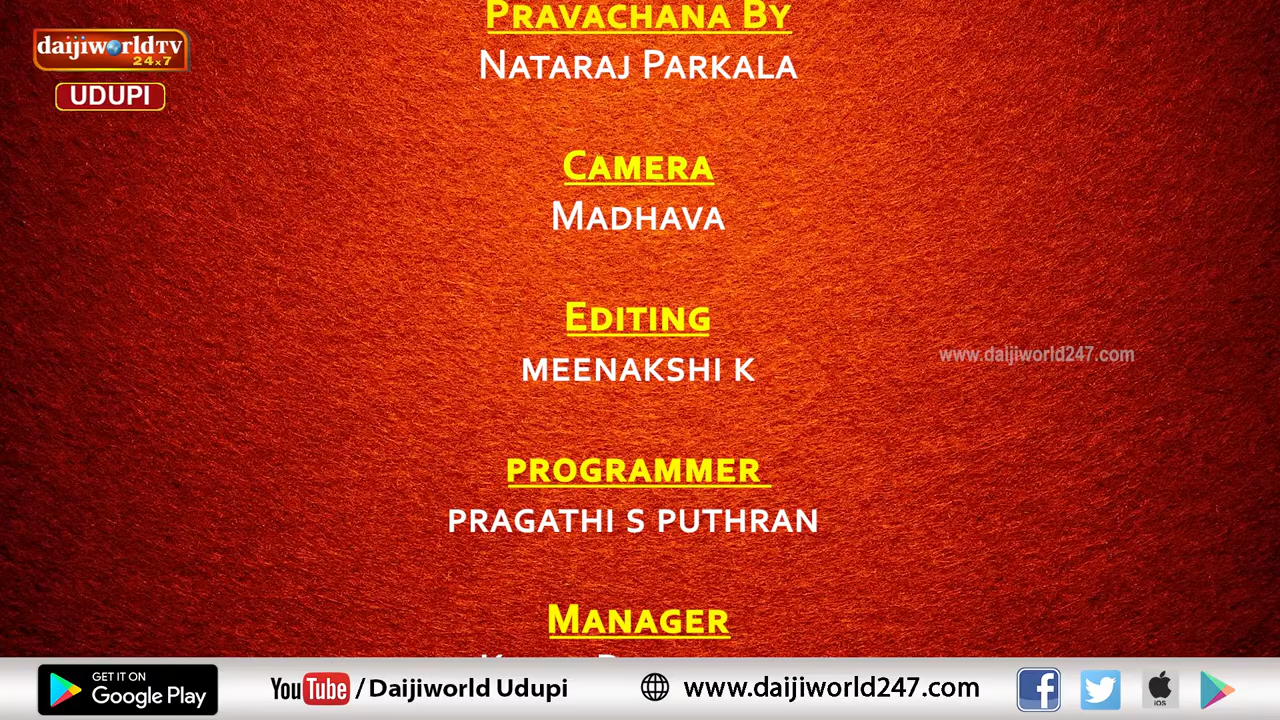 PRAVACHANA BY
NATARAJ PARKALA
daijiworldTV
24x7
UDUPI
CAMERA
MADHAVA
EDITING
MEENAKSHI K
www.daijiworld247.com
PROGRAMMER
PRAGATHI S PUTHRAN
MANAGER
GET IT ON
Google Play
YouTube / Daijiworld Udupi
www.daijiworld247.com
f
iOS